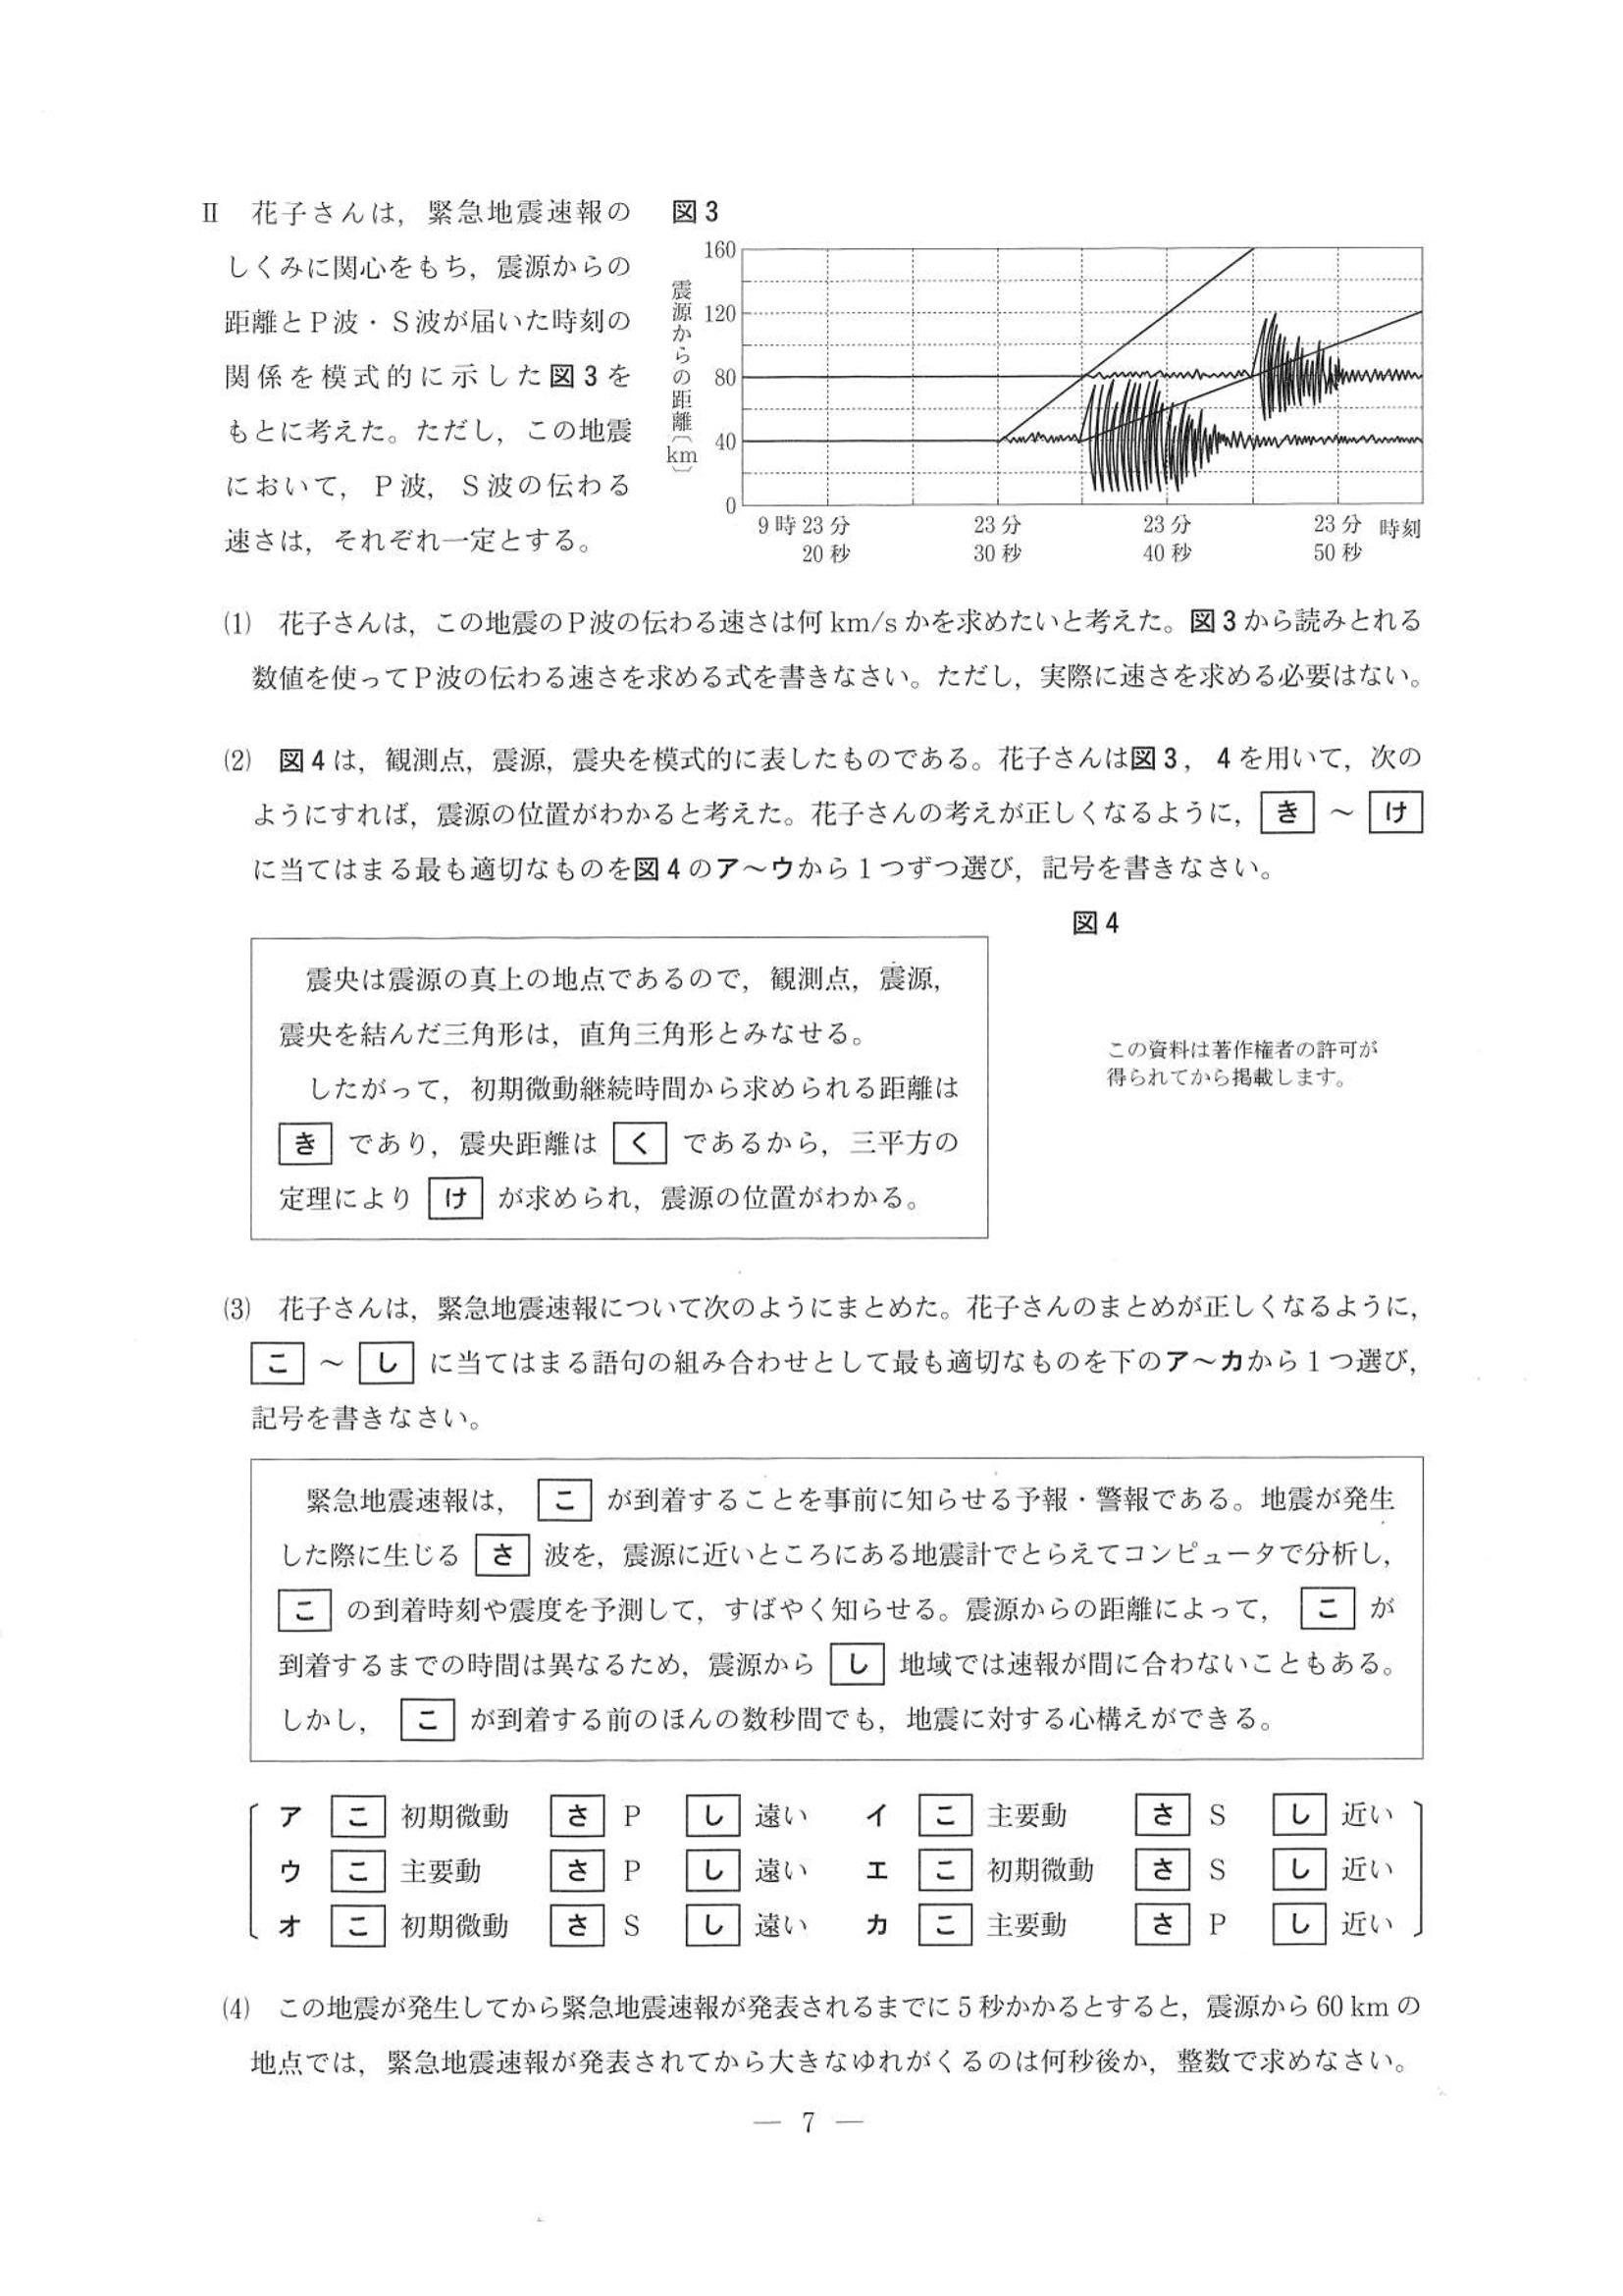 Ⅱ 花子さんは，緊急地震速報の
しくみに関心をもち，震源からの
距離とP波・S波が届いた時刻の
関係を模式的に示した図3を
もとに考えた。ただし，この地震
において，P波，S波の伝わる
速さは，それぞれ一定とする。
図3
震源からの距離〔km〕
160
120
80
40
0
9時23分20秒
23分30秒
23分40秒
23分50秒
時刻
(1) 花子さんは，この地震のP波の伝わる速さは何km/sかを求めたいと考えた。図3から読みとれる
数値を使ってP波の伝わる速さを求める式を書きなさい。ただし，実際に速さを求める必要はない。
(2) 図4は，観測点，震源，震央を模式的に表したものである。花子さんは図3，4を用いて，次の
ようにすれば，震源の位置がわかると考えた。花子さんの考えが正しくなるように，き～け
に当てはまる最も適切なものを図4のア～ウから1つずつ選び，記号を書きなさい。
図4
震央は震源の真上の地点であるので，観測点，震源，
震央を結んだ三角形は，直角三角形とみなせる。
したがって，初期微動継続時間から求められる距離は
きであり，震央距離はくであるから，三平方の
定理によりけが求められ，震源の位置がわかる。
この資料は著作権者の許可が
得られてから掲載します。
(3) 花子さんは，緊急地震速報について次のようにまとめた。花子さんのまとめが正しくなるように，
こ～しに当てはまる語句の組み合わせとして最も適切なものを下のア～カから1つ選び，
記号を書きなさい。
緊急地震速報は，こが到着することを事前に知らせる予報・警報である。地震が発生
した際に生じるさ波を，震源に近いところにある地震計でとらえてコンピュータで分析し，
この到着時刻や震度を予測して，すばやく知らせる。震源からの距離によって，こが
到着するまでの時間は異なるため，震源からし地域では速報が間に合わないこともある。
しかし，こが到着する前のほんの数秒間でも，地震に対する心構えができる。
ア こ 初期微動 さ P し 遠い イ こ 主要動 さ S し 近い
ウ こ 主要動 さ P し 遠い エ こ 初期微動 さ S し 近い
オ こ 初期微動 さ S し 遠い カ こ 主要動 さ P し 近い
(4) この地震が発生してから緊急地震速報が発表されるまでに5秒かかるとすると，震源から60kmの
地点では，緊急地震速報が発表されてから大きなゆれがくるのは何秒後か，整数で求めなさい。
— 7 —